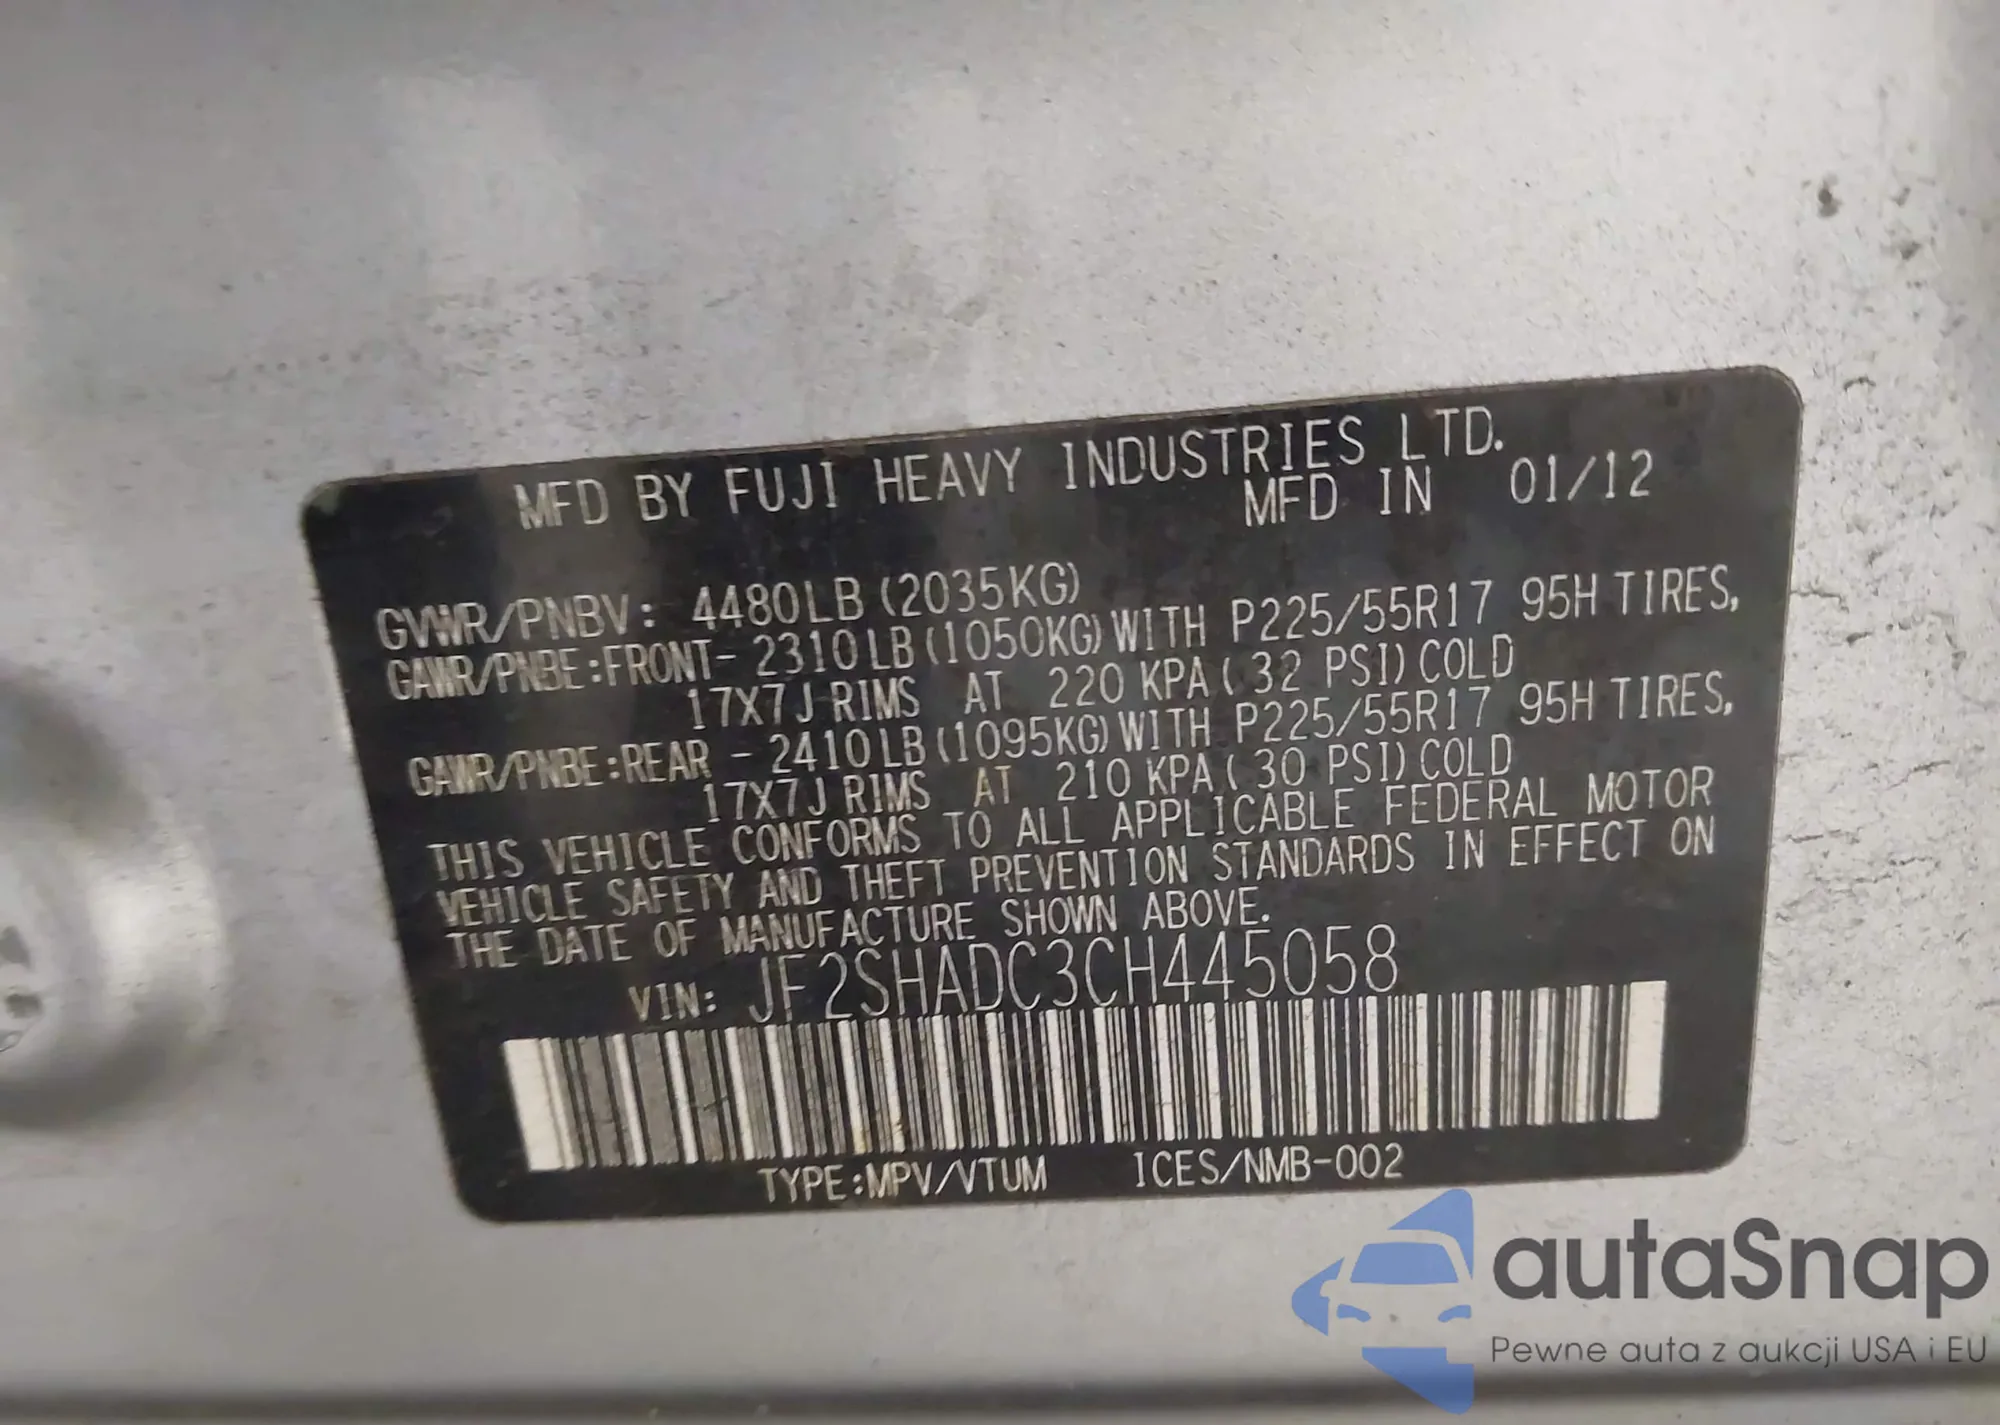 MFD BY FUJI HEAVY INDUSTRIES LTD.
MFD IN 01/12
GVWR/PNBV: 4480LB (2035KG)
GAWR/PNBE:FRONT- 2310LB (1050KG) WITH P225/55R17 95H TIRES,
17X7J RIMS AT 220 KPA ( 32 PSI) COLD
GAWR/PNBE:REAR - 2410LB (1095KG) WITH P225/55R17 95H TIRES,
17X7J RIMS AT 210 KPA ( 30 PSI) COLD
THIS VEHICLE CONFORMS TO ALL APPLICABLE FEDERAL MOTOR
VEHICLE SAFETY AND THEFT PREVENTION STANDARDS IN EFFECT ON
THE DATE OF MANUFACTURE SHOWN ABOVE.
VIN: JF2SHADC3CH445058
TYPE:MPV/VTUM ICES/NMB-002
autaSnap
Pewne auta z aukcji USA i EU